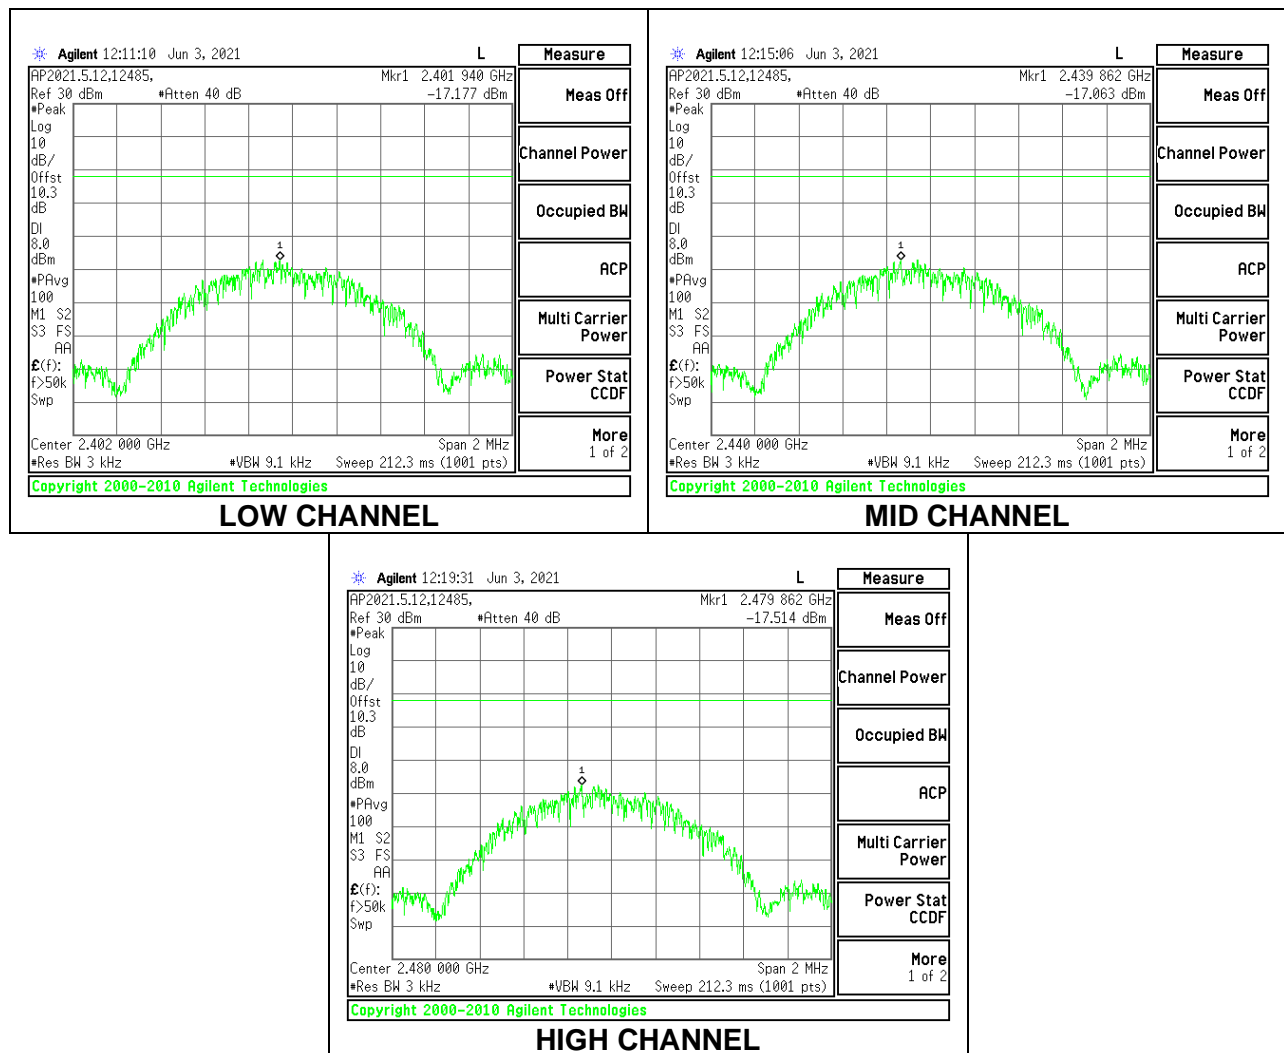 Agilent 12:11:10 Jun 3, 2021 L
Measure
AP2021.5.12,12485, Mkr1 2.401 940 GHz
Ref 30 dBm #Atten 40 dB -17.177 dBm
#Peak
Log
10
dB/
Offst
10.3
dB
DI
8.0
dBm
#PAvg
100
M1 S2
S3 FS
AA
£(f):
f>50k
Swp
1
Center 2.402 000 GHz Span 2 MHz
#Res BW 3 kHz #VBW 9.1 kHz Sweep 212.3 ms (1001 pts)
Meas Off
Channel Power
Occupied BW
ACP
Multi Carrier
Power
Power Stat
CCDF
More
1 of 2
Copyright 2000-2010 Agilent Technologies
LOW CHANNEL
Agilent 12:15:06 Jun 3, 2021 L
Measure
AP2021.5.12,12485, Mkr1 2.439 862 GHz
Ref 30 dBm #Atten 40 dB -17.063 dBm
#Peak
Log
10
dB/
Offst
10.3
dB
DI
8.0
dBm
#PAvg
100
M1 S2
S3 FS
AA
£(f):
f>50k
Swp
1
Center 2.440 000 GHz Span 2 MHz
#Res BW 3 kHz #VBW 9.1 kHz Sweep 212.3 ms (1001 pts)
Meas Off
Channel Power
Occupied BW
ACP
Multi Carrier
Power
Power Stat
CCDF
More
1 of 2
Copyright 2000-2010 Agilent Technologies
MID CHANNEL
Agilent 12:19:31 Jun 3, 2021 L
Measure
AP2021.5.12,12485, Mkr1 2.479 862 GHz
Ref 30 dBm #Atten 40 dB -17.514 dBm
#Peak
Log
10
dB/
Offst
10.3
dB
DI
8.0
dBm
#PAvg
100
M1 S2
S3 FS
AA
£(f):
f>50k
Swp
1
Center 2.480 000 GHz Span 2 MHz
#Res BW 3 kHz #VBW 9.1 kHz Sweep 212.3 ms (1001 pts)
Meas Off
Channel Power
Occupied BW
ACP
Multi Carrier
Power
Power Stat
CCDF
More
1 of 2
Copyright 2000-2010 Agilent Technologies
HIGH CHANNEL